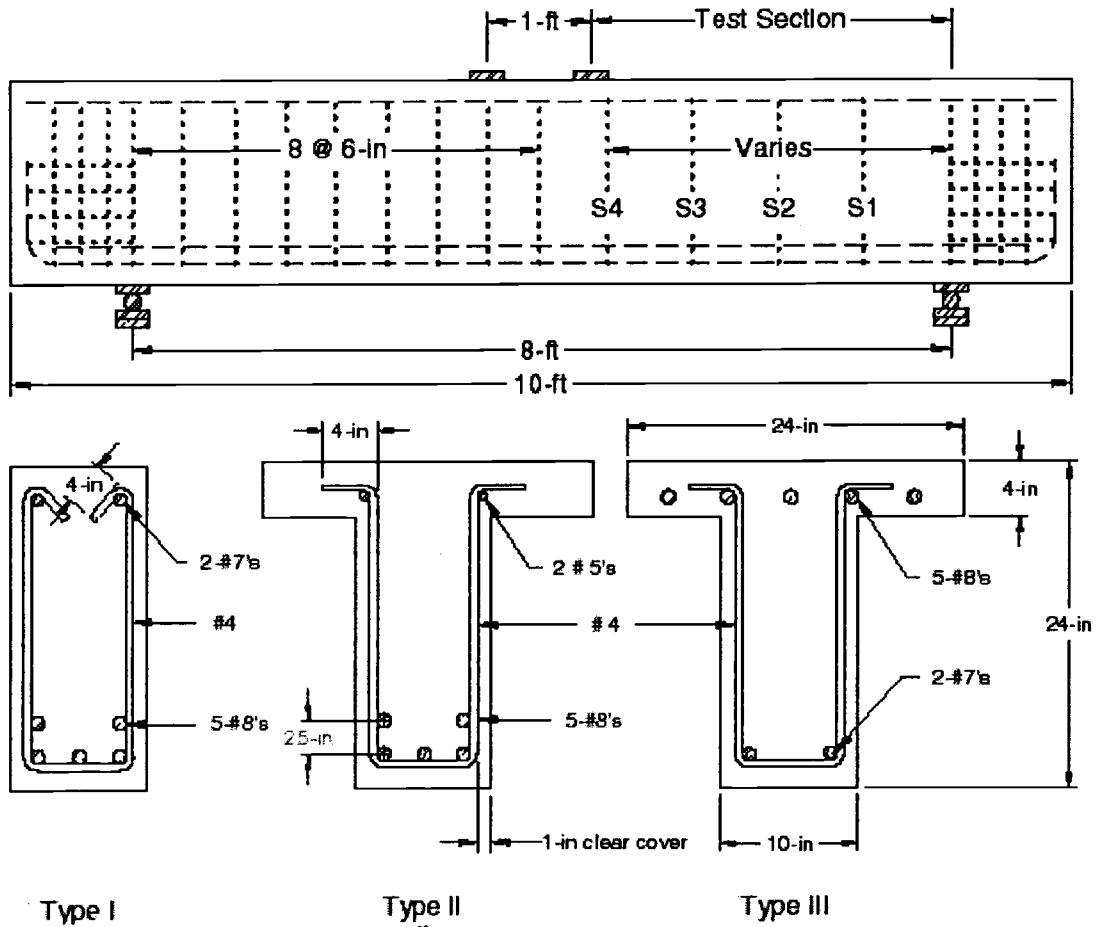 1-ft
Test Section
8 @ 6-in
Varies
S4
S3
S2
S1
8-ft
10-ft
4-in
4-in
24-in
4-in
2-#7's
2 #5's
5-#8's
#4
#4
24-in
2-#7's
5-#8's
5-#8's
25-in
1-in clear cover
10-in
Type I
Type II
Type III